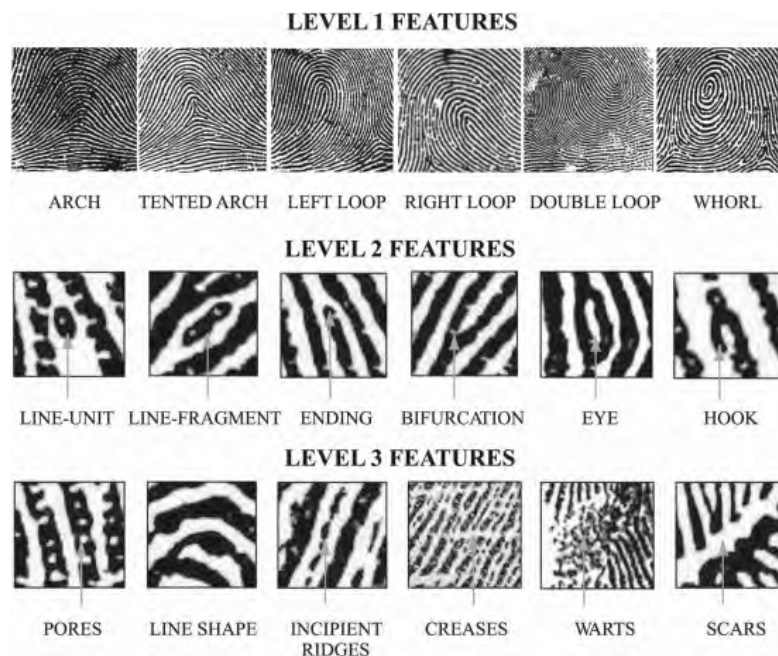 LEVEL 1 FEATURES
ARCH TENTED ARCH LEFT LOOP RIGHT LOOP DOUBLE LOOP WHORL
LEVEL 2 FEATURES
LINE-UNIT LINE-FRAGMENT ENDING BIFURCATION EYE HOOK
LEVEL 3 FEATURES
PORES LINE SHAPE INCIPIENT RIDGES CREASES WARTS SCARS